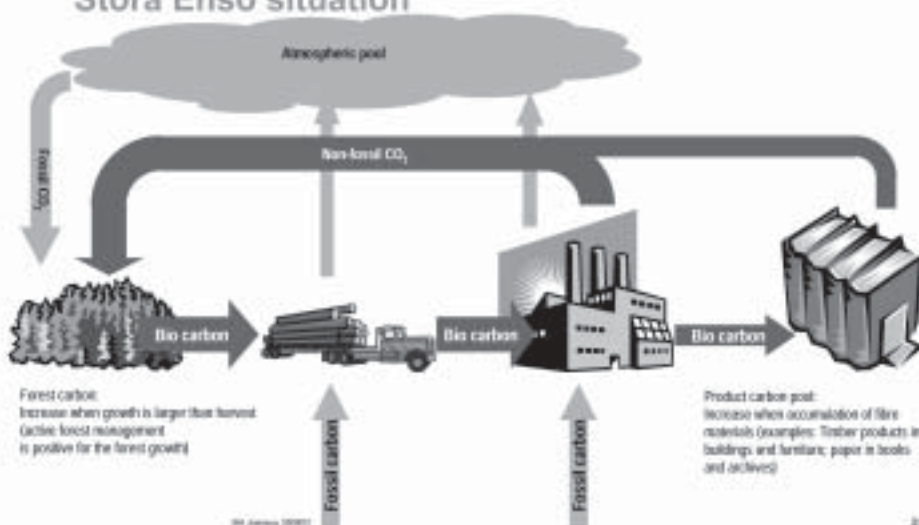 Stora Enso situation
Atmospheric pool
Fossil CO₂
Non-fossil CO₂
Bio carbon
Bio carbon
Bio carbon
Forest carbon:
Increase when growth is larger than harvest
(active forest management
is positive for the forest growth)
Product carbon pool:
Increase when accumulation of fibre
materials (examples: Timber products in
buildings and furniture; paper in books
and archives)
Fossil carbon
Fossil carbon